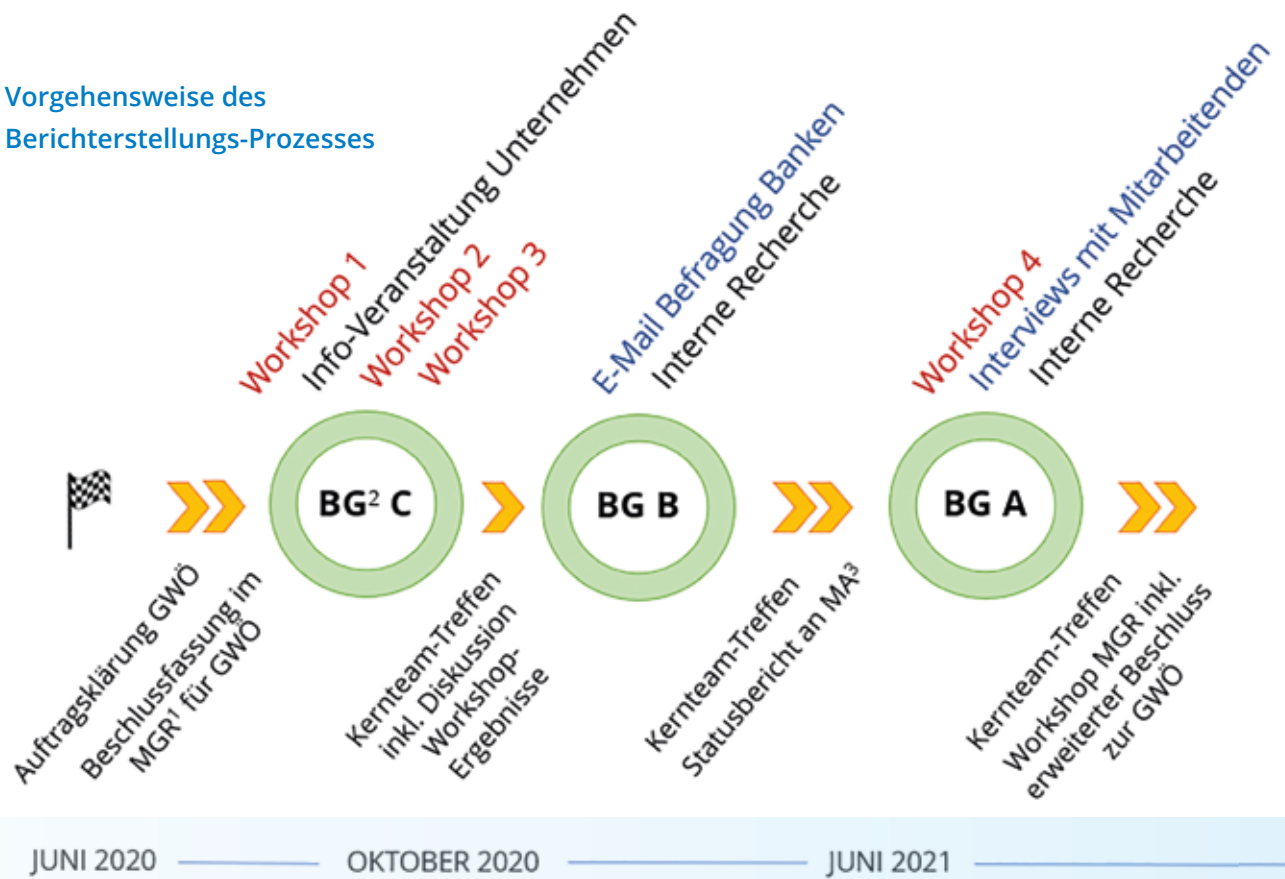 Vorgehensweise des
Berichterstellungs-Prozesses
Workshop 1
Info-Veranstaltung Unternehmen
Workshop 2
Workshop 3
E-Mail Befragung Banken
Interne Recherche
Workshop 4
Interviews mit Mitarbeitenden
Interne Recherche
BG² C
BG B
BG A
Auftragsklärung GWÖ
Beschlussfassung im
MGR¹ für GWÖ
Kernteam-Treffen
inkl. Diskussion
Workshop-
Ergebnisse
Kernteam-Treffen
Statusbericht an MA³
Kernteam-Treffen
Workshop MGR inkl.
erweiterter Beschluss
zur GWÖ
JUNI 2020
OKTOBER 2020
JUNI 2021